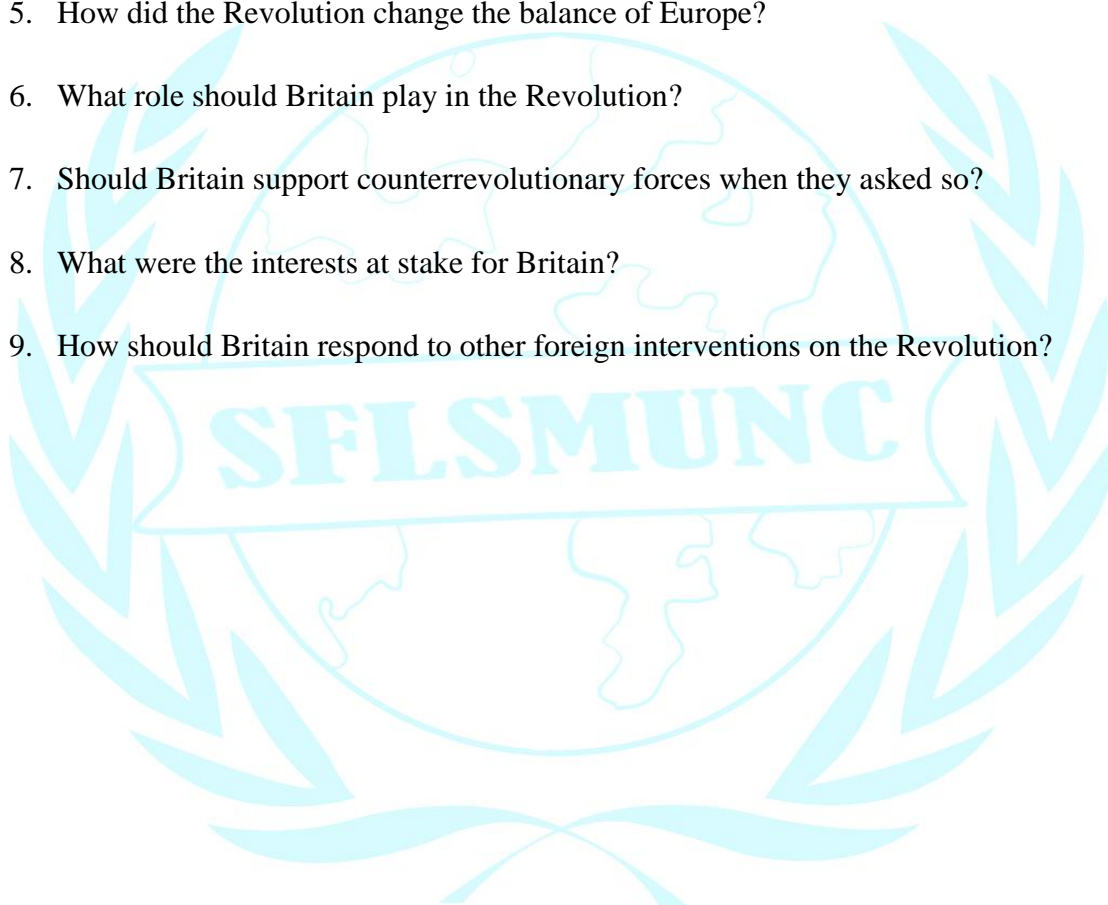 5. How did the Revolution change the balance of Europe?
6. What role should Britain play in the Revolution?
7. Should Britain support counterrevolutionary forces when they asked so?
8. What were the interests at stake for Britain?
9. How should Britain respond to other foreign interventions on the Revolution?
SFLSMUNC